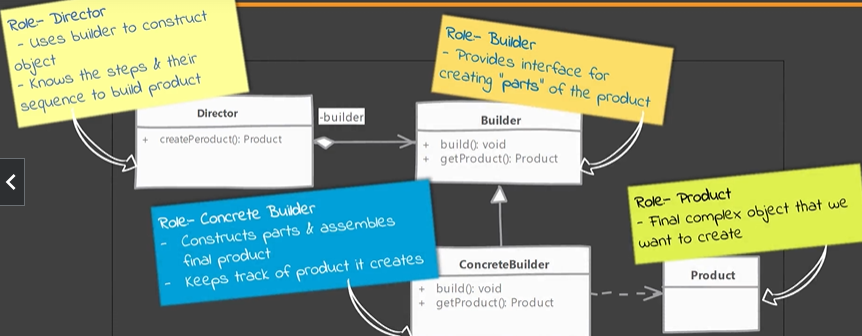 Role- Director
- Uses builder to construct
object
- Knows the steps & their
sequence to build product
Role- Builder
- Provides interface for
creating "parts" of the product
Director
+ createPeroduct(): Product
-builder
Builder
+ build(): void
+ getProduct(): Product
Role- Concrete Builder
- Constructs parts & assembles
final product
- Keeps track of product it creates
Role- Product
- Final complex object that we
want to create
ConcreteBuilder
+ build(): void
+ getProduct(): Product
Product